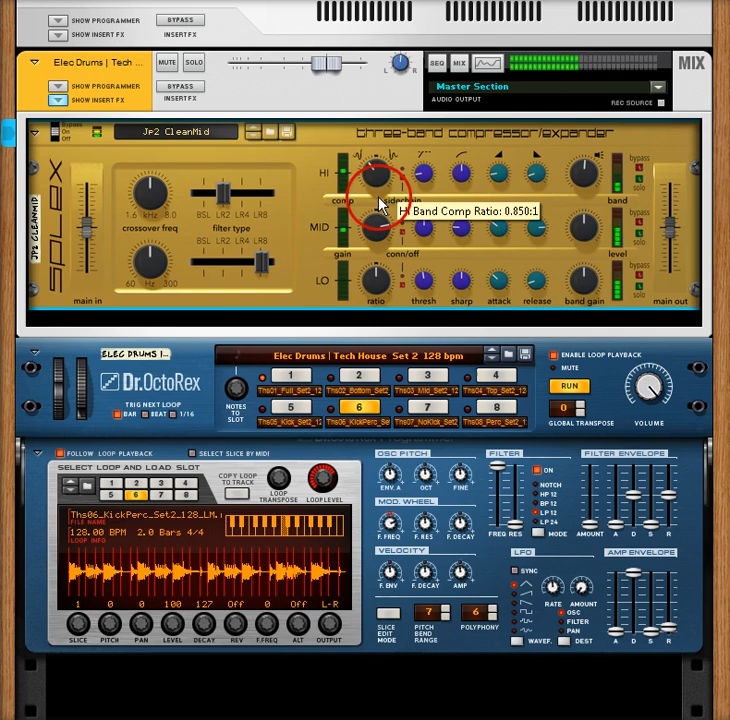 SHOW PROGRAMMER
BYPASS
SHOW INSERT FX
INSERT FX
Elec Drums | Tech ...
MUTE
SOLO
L
R
SEQ
MIX
MIX
Master Section
AUDIO OUTPUT
REC SOURCE
SHOW PROGRAMMER
BYPASS
SHOW INSERT FX
INSERT FX
Bypass
On
Off
Jp2 CleanMid
three-band compressor/expander
SPLEX
JP2 CLEANMID
1.6 kHz 8.0
crossover freq
BSL LR2 LR4 LR8
filter type
BSL LR2 LR4 LR8
60 Hz 300
main in
HI
comp
sidechain
bypass
solo
band
HI Band Comp Ratio: 0.850:1
MID
gain
conn/off
bypass
solo
level
LO
bypass
solo
ratio
thresh
sharp
attack
release
band gain
main out
ELEC DRUMS |...
Dr.OctoRex
TRIG NEXT LOOP
BAR
BEAT
1/16
Elec Drums | Tech House Set 2 128 bpm
NOTES TO SLOT
1
2
3
4
Ths01_Full_Set2_12
Ths02_Bottom_Set2
Ths03_Mid_Set2_12
Ths04_Top_Set2_12
5
6
7
8
Ths05_Kick_Set2_12
Ths06_KickPerc_Set
Ths07_NoKick_Set2
Ths08_Perc_Set2_1
ENABLE LOOP PLAYBACK
MUTE
RUN
0
GLOBAL TRANSPOSE
VOLUME
FOLLOW LOOP PLAYBACK
SELECT SLICE BY MIDI
SELECT LOOP AND LOAD SLOT
1 2 3 4
5 6 7 8
COPY LOOP TO TRACK
LOOP TRANSPOSE
LOOP LEVEL
Ths06_KickPerc_Set2_128_LM.
FILE NAME
128.00 BPM 2.0 Bars 4/4
LOOP INFO
1 0 0 100 127 Off 0 Alt L-R
SLICE PITCH PAN LEVEL DECAY REV F.FREQ ALT OUTPUT
OSC PITCH
ENV. A
OCT
FINE
MOD. WHEEL
F. FREQ
F. RES
F. DECAY
VELOCITY
F. ENV
F. DECAY
AMP
SLICE EDIT MODE
7
PITCH BEND RANGE
6
POLYPHONY
FILTER
ON
NOTCH
HP 12
BP 12
LP 12
LP 24
MODE
FREQ RES
FILTER ENVELOPE
AMOUNT
A
D
S
R
LFO
SYNC
RATE
AMOUNT
OSC
FILTER
PAN
WAVEF.
DEST
AMP ENVELOPE
A
D
S
R